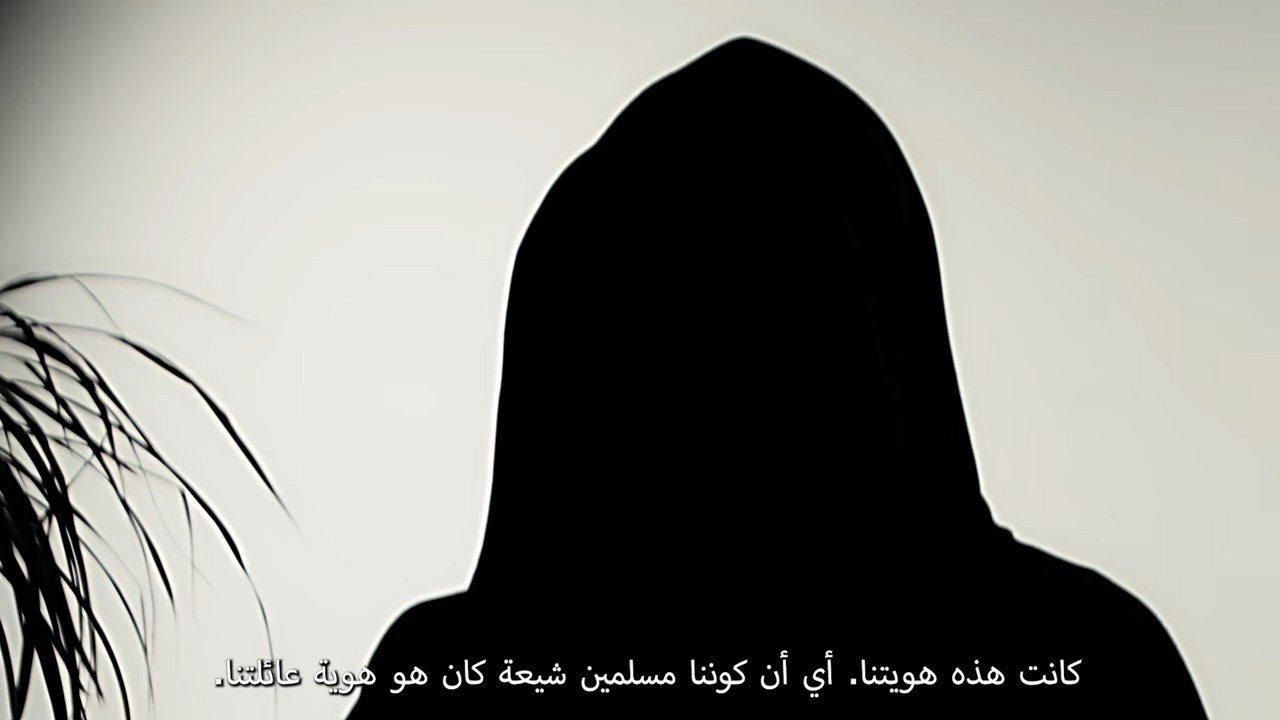 كانت هذه هويتنا. أي أن كوننا مسلمين شيعة كان هو هوية عائلتنا.